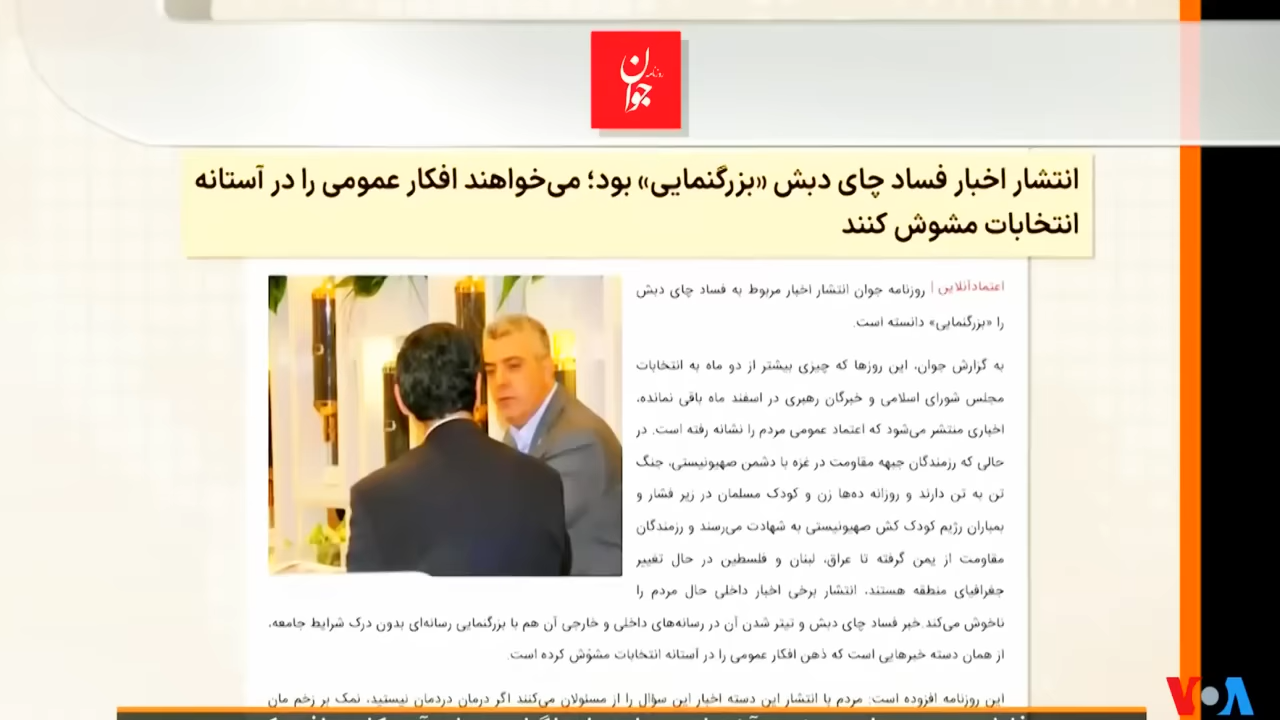 روزنامه
جوان
انتشار اخبار فساد چای دبش «بزرگنمایی» بود؛ می‌خواهند افکار عمومی را در آستانه
انتخابات مشوش کنند
اعتمادآنلاین | روزنامه جوان انتشار اخبار مربوط به فساد چای دبش
را «بزرگنمایی» دانسته است.
به گزارش جوان، این روزها که چیزی بیشتر از دو ماه به انتخابات
مجلس شورای اسلامی و خبرگان رهبری در اسفند ماه باقی نمانده،
اخباری منتشر می‌شود که اعتماد عمومی مردم را نشانه رفته است. در
حالی که رزمندگان جبهه مقاومت در غزه با دشمن صهیونیستی، جنگ
تن به تن دارند و روزانه ده‌ها زن و کودک مسلمان در زیر فشار و
بمباران رژیم کودک کش صهیونیستی به شهادت می‌رسند و رزمندگان
مقاومت از یمن گرفته تا عراق، لبنان و فلسطین در حال تغییر
جغرافیای منطقه هستند، انتشار برخی اخبار داخلی حال مردم را
ناخوش می‌کند.خبر فساد چای دبش و تیتر شدن آن در رسانه‌های داخلی و خارجی آن هم با بزرگنمایی رسانه‌ای بدون درک شرایط جامعه،
از همان دسته خبرهایی است که ذهن افکار عمومی را در آستانه انتخابات مشوش کرده است.
این روزنامه افزوده است: مردم با انتشار این دسته اخبار این سوال را از مسئولان می‌کنند اگر درمان دردمان نیستید، نمک بر زخم مان
VOA